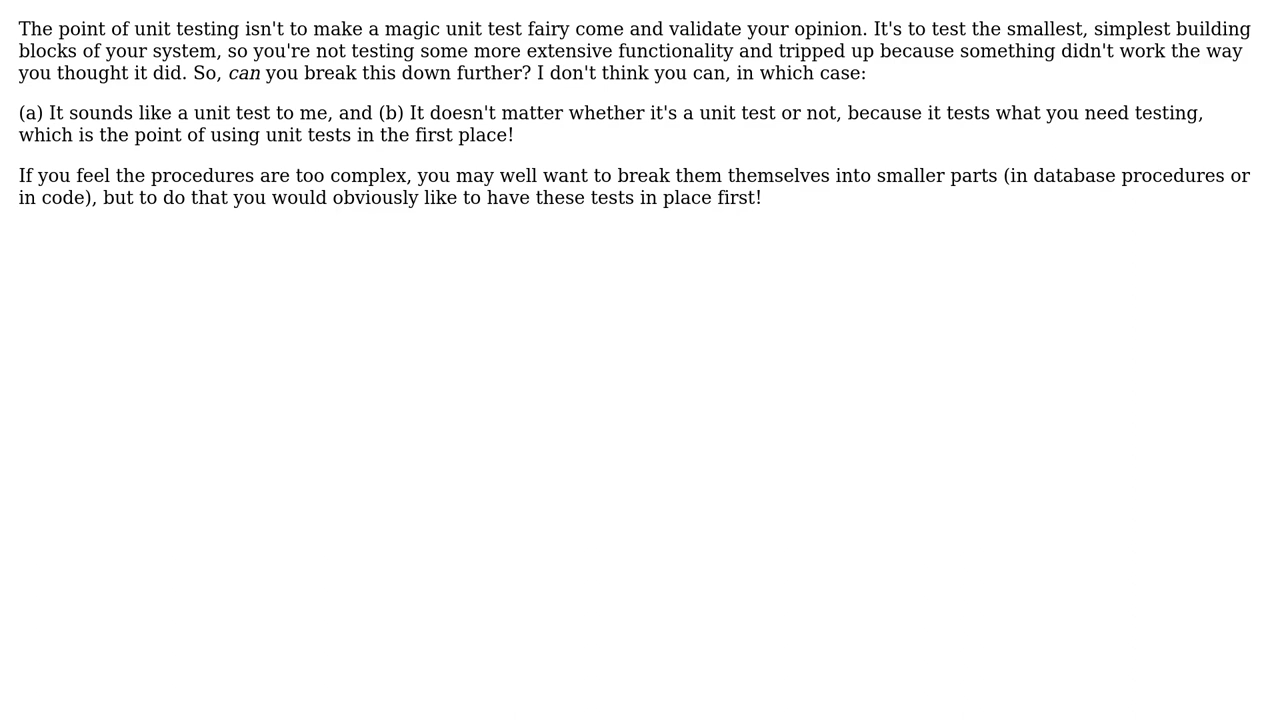 The point of unit testing isn't to make a magic unit test fairy come and validate your opinion. It's to test the smallest, simplest building
blocks of your system, so you're not testing some more extensive functionality and tripped up because something didn't work the way
you thought it did. So, can you break this down further? I don't think you can, in which case:
(a) It sounds like a unit test to me, and (b) It doesn't matter whether it's a unit test or not, because it tests what you need testing,
which is the point of using unit tests in the first place!
If you feel the procedures are too complex, you may well want to break them themselves into smaller parts (in database procedures or
in code), but to do that you would obviously like to have these tests in place first!